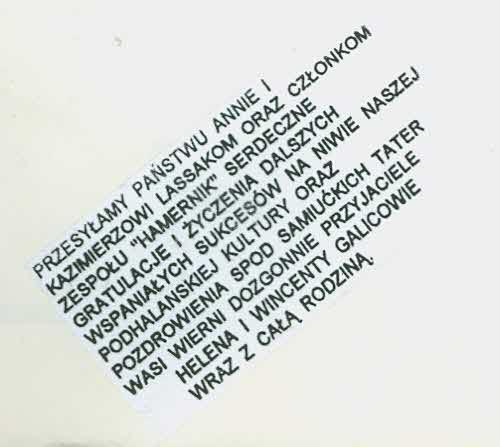 PRZESYŁAMY PAŃSTWU ANNIE I
KAZIMIERZOWI LASSAKOM ORAZ CZŁONKOM
ZESPOŁU "HAMERNIK" SERDECZNE
GRATULACJE I ŻYCZENIA DALSZYCH
WSPANIAŁYCH SUKCESÓW NA NIWIE NASZEJ
PODHALAŃSKIEJ KULTURY ORAZ
POZDROWIENIA SPOD SAMIUĆKICH TATER
WASI WIERNI DOZGONNIE PRZYJACIELE
HELENA I WINCENTY GALICOWIE
WRAZ Z CAŁĄ RODZINĄ.